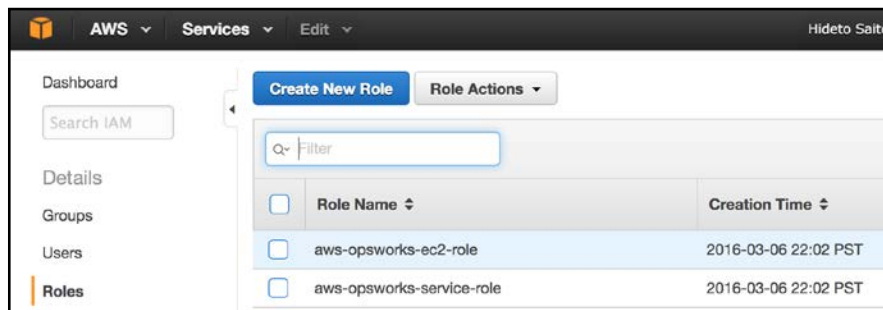 AWS Services Edit Hideto Saito
Dashboard
Search IAM
Details
Groups
Users
Roles
Create New Role Role Actions
Filter
Role Name Creation Time
aws-opsworks-ec2-role 2016-03-06 22:02 PST
aws-opsworks-service-role 2016-03-06 22:02 PST